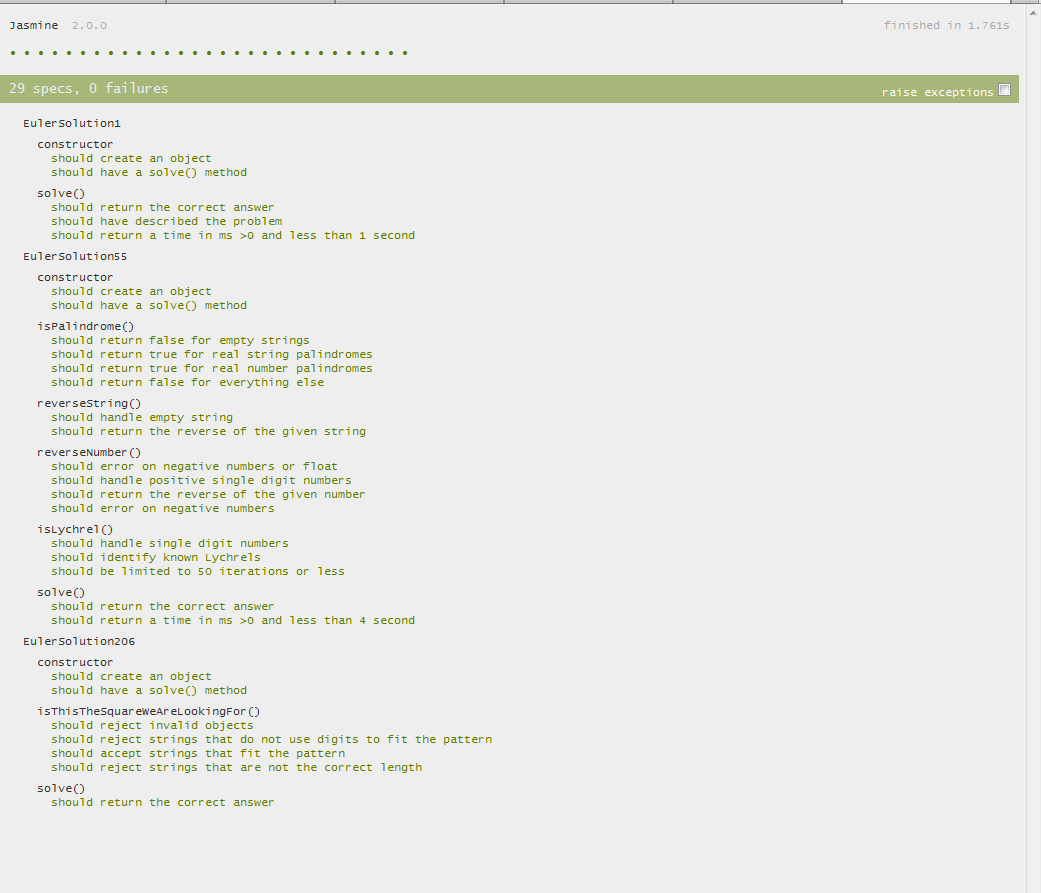 Jasmine 2.0.0
finished in 1.761s
• • • • • • • • • • • • • • • • • • • • • • • • • • • • •
29 specs, 0 failures
raise exceptions
EulerSolution1
constructor
should create an object
should have a solve() method
solve()
should return the correct answer
should have described the problem
should return a time in ms >0 and less than 1 second
EulerSolution55
constructor
should create an object
should have a solve() method
isPalindrome()
should return false for empty strings
should return true for real string palindromes
should return true for real number palindromes
should return false for everything else
reverseString()
should handle empty string
should return the reverse of the given string
reverseNumber()
should error on negative numbers or float
should handle positive single digit numbers
should return the reverse of the given number
should error on negative numbers
isLychrel()
should handle single digit numbers
should identify known Lychrels
should be limited to 50 iterations or less
solve()
should return the correct answer
should return a time in ms >0 and less than 4 second
EulerSolution206
constructor
should create an object
should have a solve() method
isThisTheSquareWeAreLookingFor()
should reject invalid objects
should reject strings that do not use digits to fit the pattern
should accept strings that fit the pattern
should reject strings that are not the correct length
solve()
should return the correct answer